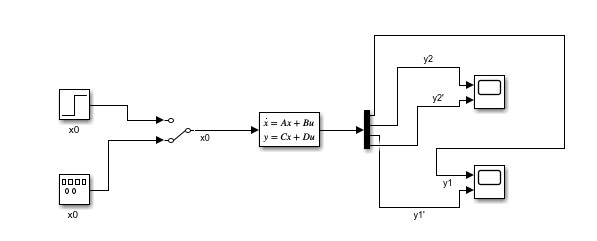 y2
x0
x0
ẋ = Ax + Bu
y = Cx + Du
y2'
x0
y1
y1'